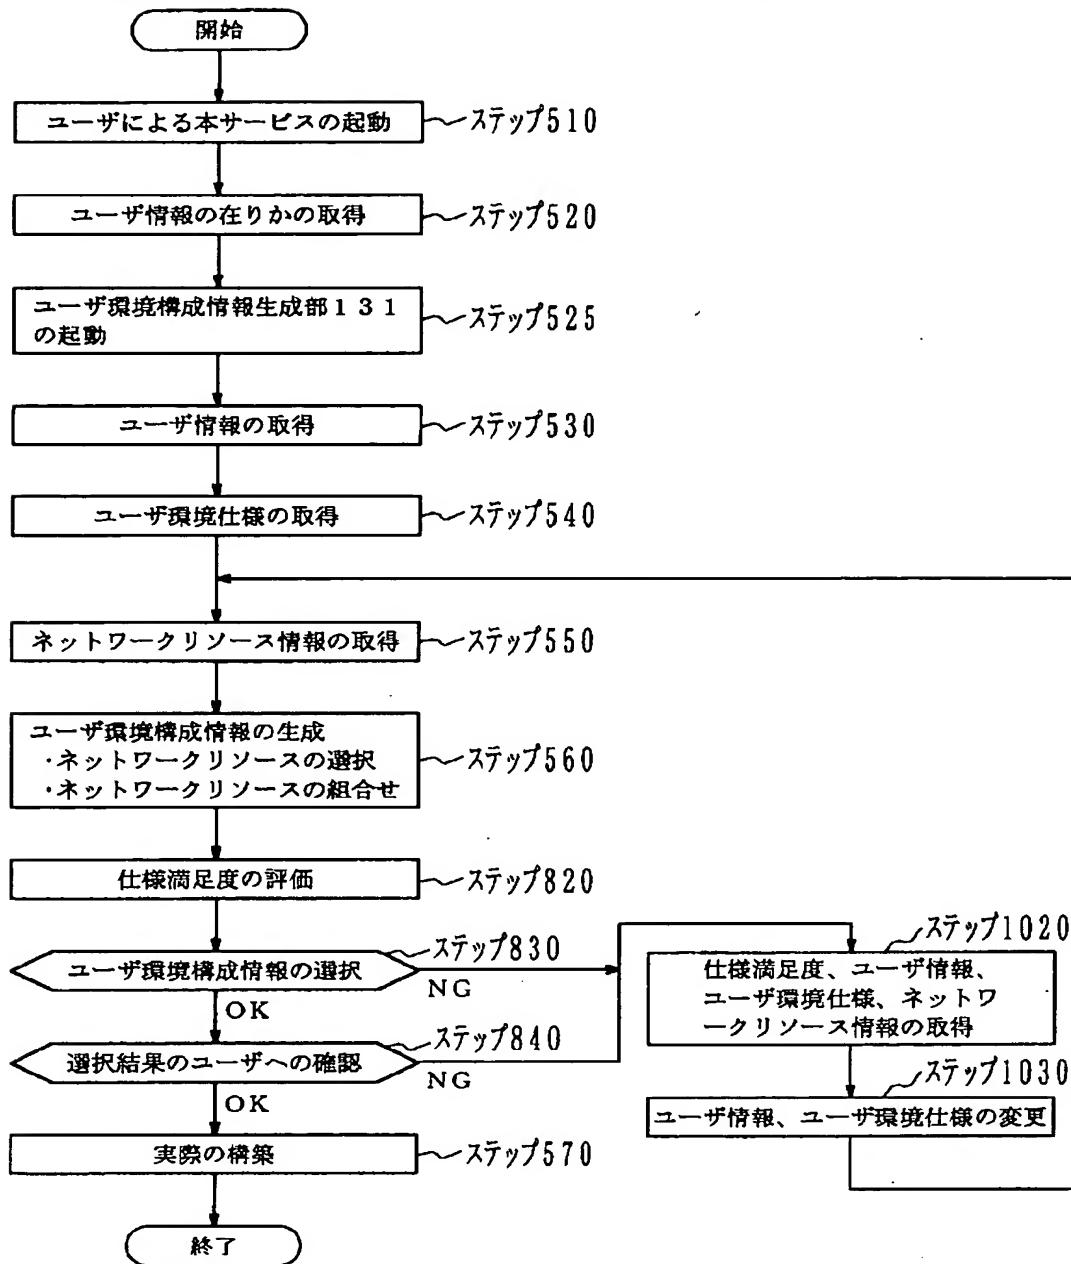 開始
ユーザによる本サービスの起動
ステップ510
ユーザ情報の在りかの取得
ステップ520
ユーザ環境構成情報生成部131
の起動
ステップ525
ユーザ情報の取得
ステップ530
ユーザ環境仕様の取得
ステップ540
ネットワークリソース情報の取得
ステップ550
ユーザ環境構成情報の生成
・ネットワークリソースの選択
・ネットワークリソースの組合せ
ステップ560
仕様満足度の評価
ステップ820
ユーザ環境構成情報の選択
ステップ830
NG
OK
選択結果のユーザへの確認
ステップ840
NG
OK
実際の構築
ステップ570
終了
ステップ1020
仕様満足度、ユーザ情報、
ユーザ環境仕様、ネットワ
ークリソース情報の取得
ステップ1030
ユーザ情報、ユーザ環境仕様の変更